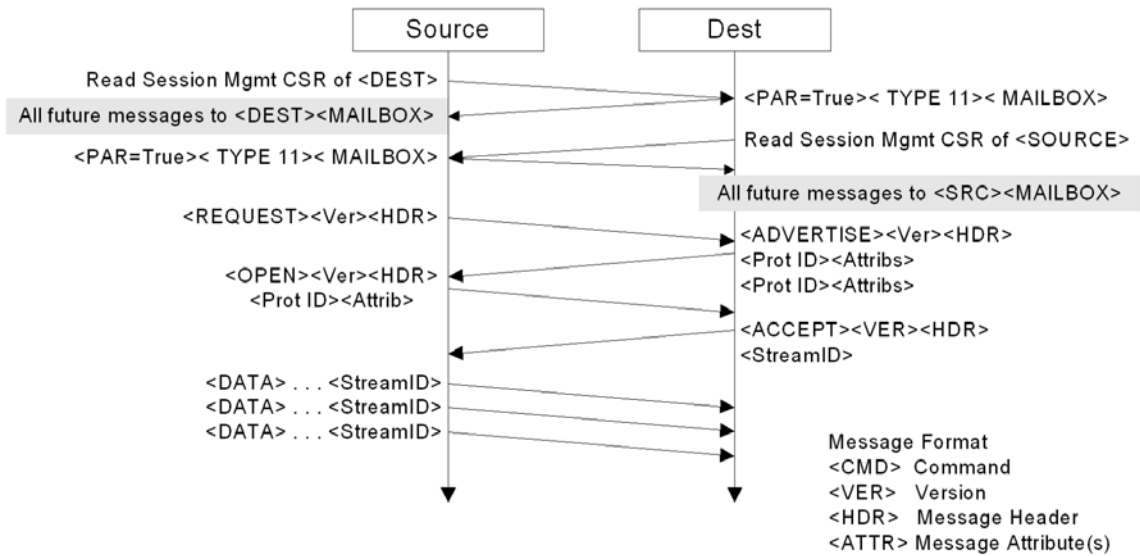 Source
Dest
Read Session Mgmt CSR of <DEST>
<PAR=True>< TYPE 11>< MAILBOX>
All future messages to <DEST><MAILBOX>
Read Session Mgmt CSR of <SOURCE>
<PAR=True>< TYPE 11>< MAILBOX>
All future messages to <SRC><MAILBOX>
<REQUEST><Ver><HDR>
<ADVERTISE><Ver><HDR>
<Prot ID><Attribs>
<Prot ID><Attribs>
<OPEN><Ver><HDR>
<Prot ID><Attrib>
<ACCEPT><VER><HDR>
<StreamID>
<DATA> . . . <StreamID>
<DATA> . . . <StreamID>
<DATA> . . . <StreamID>
Message Format
<CMD> Command
<VER> Version
<HDR> Message Header
<ATTR> Message Attribute(s)